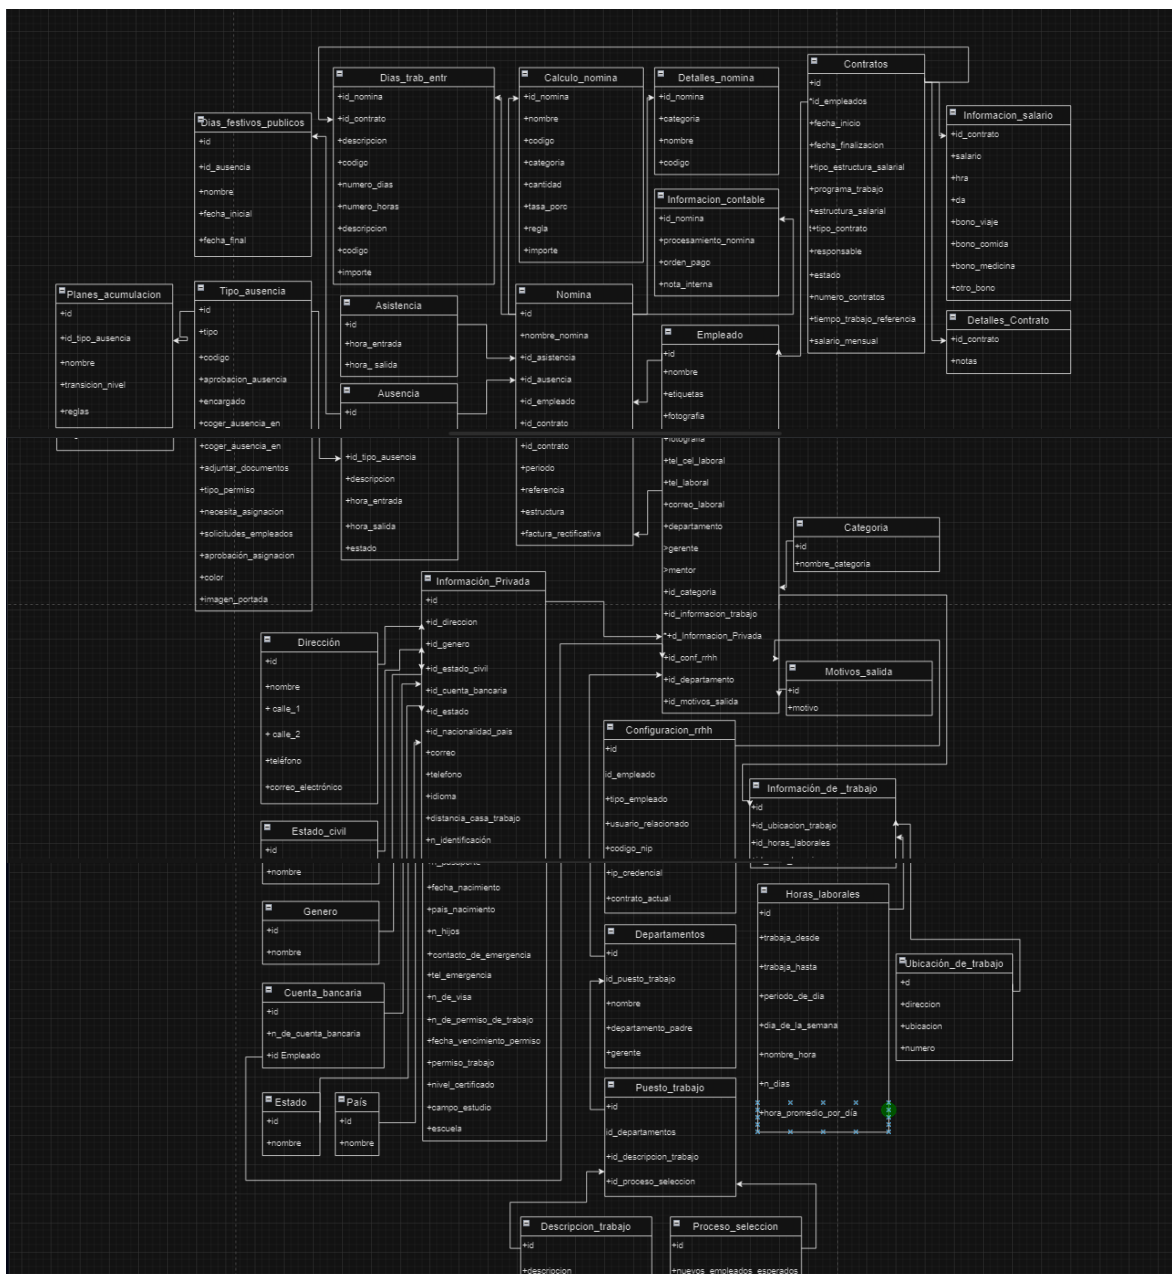 Dias_festivos_publicos
+id
+id_ausencia
+nombre
+fecha_inicial
+fecha_final
Dias_trab_entr
+id_nomina
+id_contrato
+descripcion
+codigo
+numero_dias
+numero_horas
+descripcion
+codigo
+importe
Calculo_nomina
+id_nomina
+nombre
+codigo
+categoria
+cantidad
+tasa_porc
+regla
+importe
Detalles_nomina
+id_nomina
+categoria
+nombre
+codigo
Informacion_contable
+id_nomina
+procesamiento_nomina
+orden_pago
+nota_interna
Contratos
+id
*id_empleados
+fecha_inicio
+fecha_finalizacion
+tipo_estructura_salarial
+programa_trabajo
+estructura_salarial
t+tipo_contrato
+responsable
+estado
+numero_contratos
+tiempo_trabajo_referencia
+salario_mensual
Informacion_salario
+id_contrato
+salario
+hra
+da
+bono_viaje
+bono_comida
+bono_medicina
+otro_bono
Detalles_Contrato
+id_contrato
+notas
Planes_acumulacion
+id
+id_tipo_ausencia
+nombre
+transicion_nivel
+reglas
Tipo_ausencia
+id
+tipo
+codigo
+aprobacion_ausencia
+encargado
+coger_ausencia_en
+coger_ausencia_en
+adjuntar_documentos
+tipo_permiso
+necesita_asignacion
+solicitudes_empleados
+aprobación_asignacion
+color
+imagen_portada
Asistencia
+id
+hora_entrada
+hora_ salida
Ausencia
+id
+id_tipo_ausencia
+descripcion
+hora_entrada
+hora_salida
+estado
Nomina
+id
+nombre_nomina
+id_asistencia
+id_ausencia
+id_empleado
+id_contrato
+id_contrato
+periodo
+referencia
+estructura
+factura_rectificativa
Empleado
+id
+nombre
+etiquetas
+fotografia
+fotografia
+tel_cel_laboral
+tel_laboral
+correo_laboral
+departamento
>gerente
>mentor
+id_categoria
+id_informacion_trabajo
*+d_Informacion_Privada
+id_conf_rrhh
+id_departamento
+id_motivos_salida
Categoria
+id
+nombre_categoria
Motivos_salida
+id
+motivo
Información_Privada
+id
+id_direccion
+id_genero
+id_estado_civil
+id_cuenta_bancaria
+id_estado
+id_nacionalidad_pais
+correo
+telefono
+idioma
+distancia_casa_trabajo
+n_identificación
+n_pasaporte
+fecha_nacimiento
+pais_nacimiento
+n_hijos
+contacto_de_emergencia
+tel_emergencia
+n_de_visa
+n_de_permiso_de_trabajo
+fecha_vencimiento_permiso
+permiso_trabajo
+nivel_certificado
+campo_estudio
+escuela
Dirección
+id
+nombre
+ calle_1
+ calle_2
+teléfono
+correo_electrónico
Estado_civil
+id
+nombre
Genero
+id
+nombre
Cuenta_bancaria
+id
+n_de_cuenta_bancaria
+id Empleado
Estado
+id
+nombre
País
+id
+nombre
Configuracion_rrhh
+id
id_empleado
+tipo_empleado
+usuario_relacionado
+codigo_nip
+ip_credencial
+contrato_actual
Información_de _trabajo
+id
+id_ubicacion_trabajo
+id_horas_laborales
Departamentos
+id
id_puesto_trabajo
+nombre
+departamento_padre
+gerente
Horas_laborales
+id
+trabaja_desde
+trabaja_hasta
+periodo_de_dia
+dia_de_la_semana
+nombre_hora
+n_dias
+hora_promedio_por_día
Ubicación_de_trabajo
+d
+direccion
+ubicacion
+numero
Puesto_trabajo
+id
id_departamentos
+id_descripcion_trabajo
+id_proceso_seleccion
Descripcion_trabajo
+id
+descripcion
Proceso_seleccion
+id
+nuevos_empleados_esperados